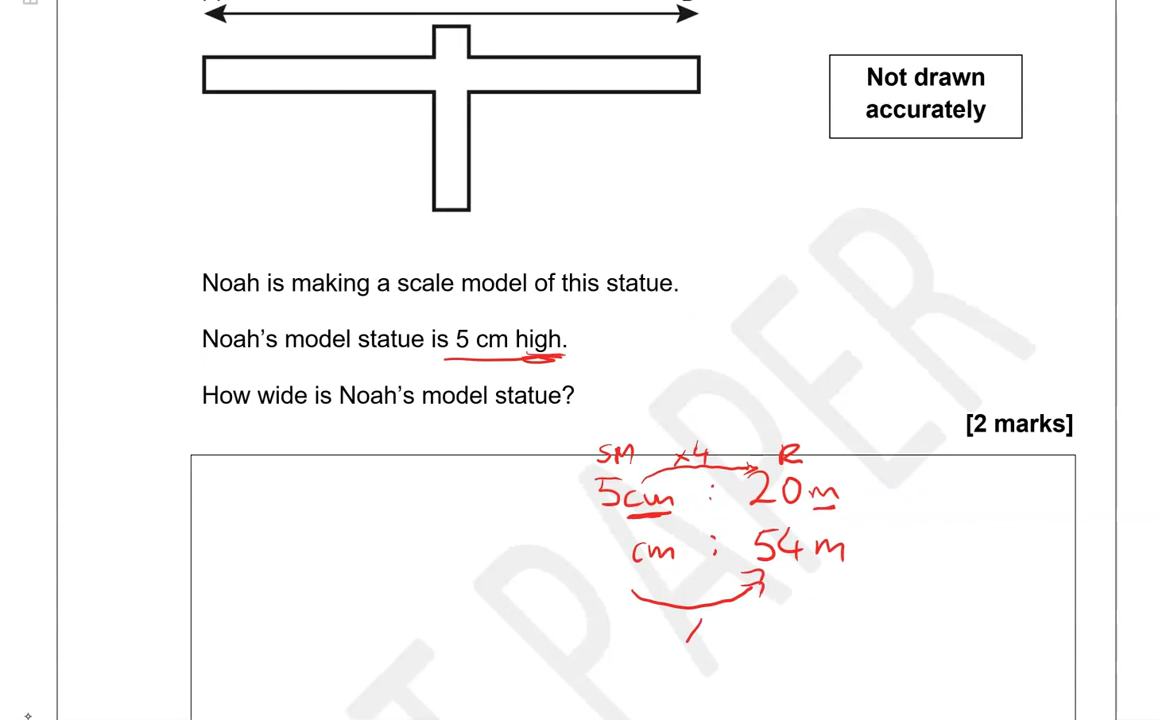 Not drawn
accurately
Noah is making a scale model of this statue.
Noah's model statue is 5 cm high.
How wide is Noah's model statue?
[2 marks]
SM ×4 R
5cm : 20m
cm : 54m
T PAPER